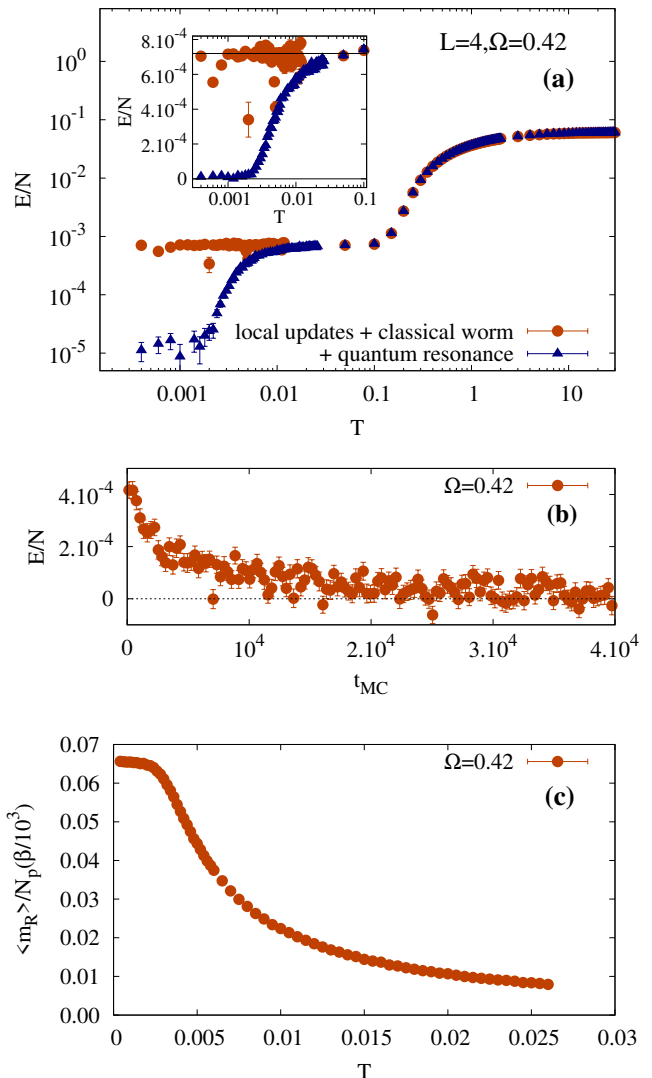 L=4,Ω=0.42
(a)
E/N
10^0
10^-1
10^-2
10^-3
10^-4
10^-5
0.001 0.01 0.1 1 10
T
local updates + classical worm
+ quantum resonance
E/N
8.10^-4
6.10^-4
4.10^-4
2.10^-4
0
0.001 0.01 0.1
T
Ω=0.42
(b)
E/N
4.10^-4
2.10^-4
0
0 10^4 2.10^4 3.10^4 4.10^4
t_MC
Ω=0.42
(c)
<m_R>/N_p(β/10^3)
0.07
0.06
0.05
0.04
0.03
0.02
0.01
0.00
0 0.005 0.01 0.015 0.02 0.025 0.03
T